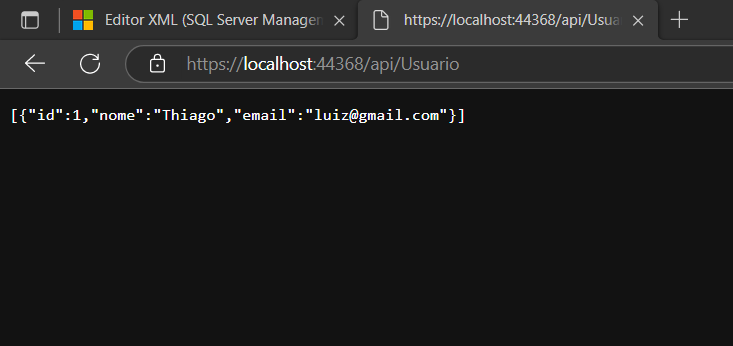 Editor XML (SQL Server Managem
https://localhost:44368/api/Usua
https://localhost:44368/api/Usuario
[{"id":1,"nome":"Thiago","email":"luiz@gmail.com"}]